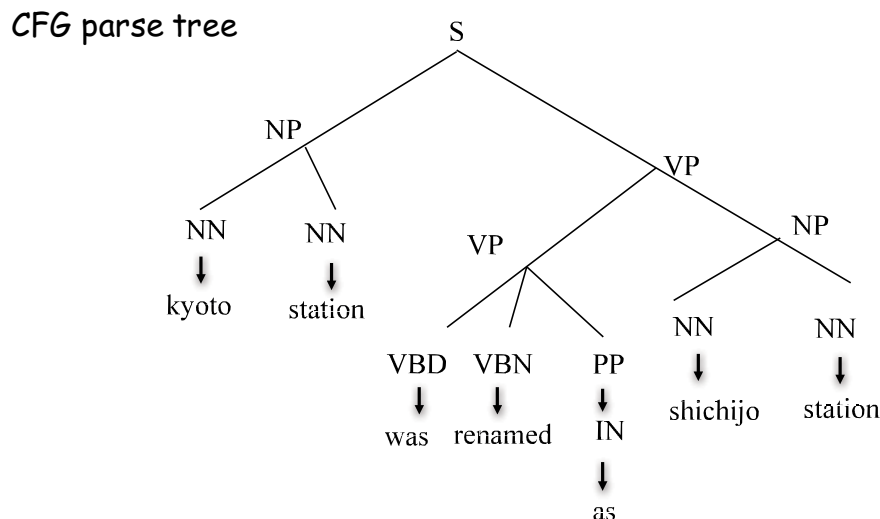 CFG parse tree
S
NP
VP
NN
NN
VP
NP
kyoto
station
VBD
VBN
PP
NN
NN
was
renamed
IN
shichijo
station
as